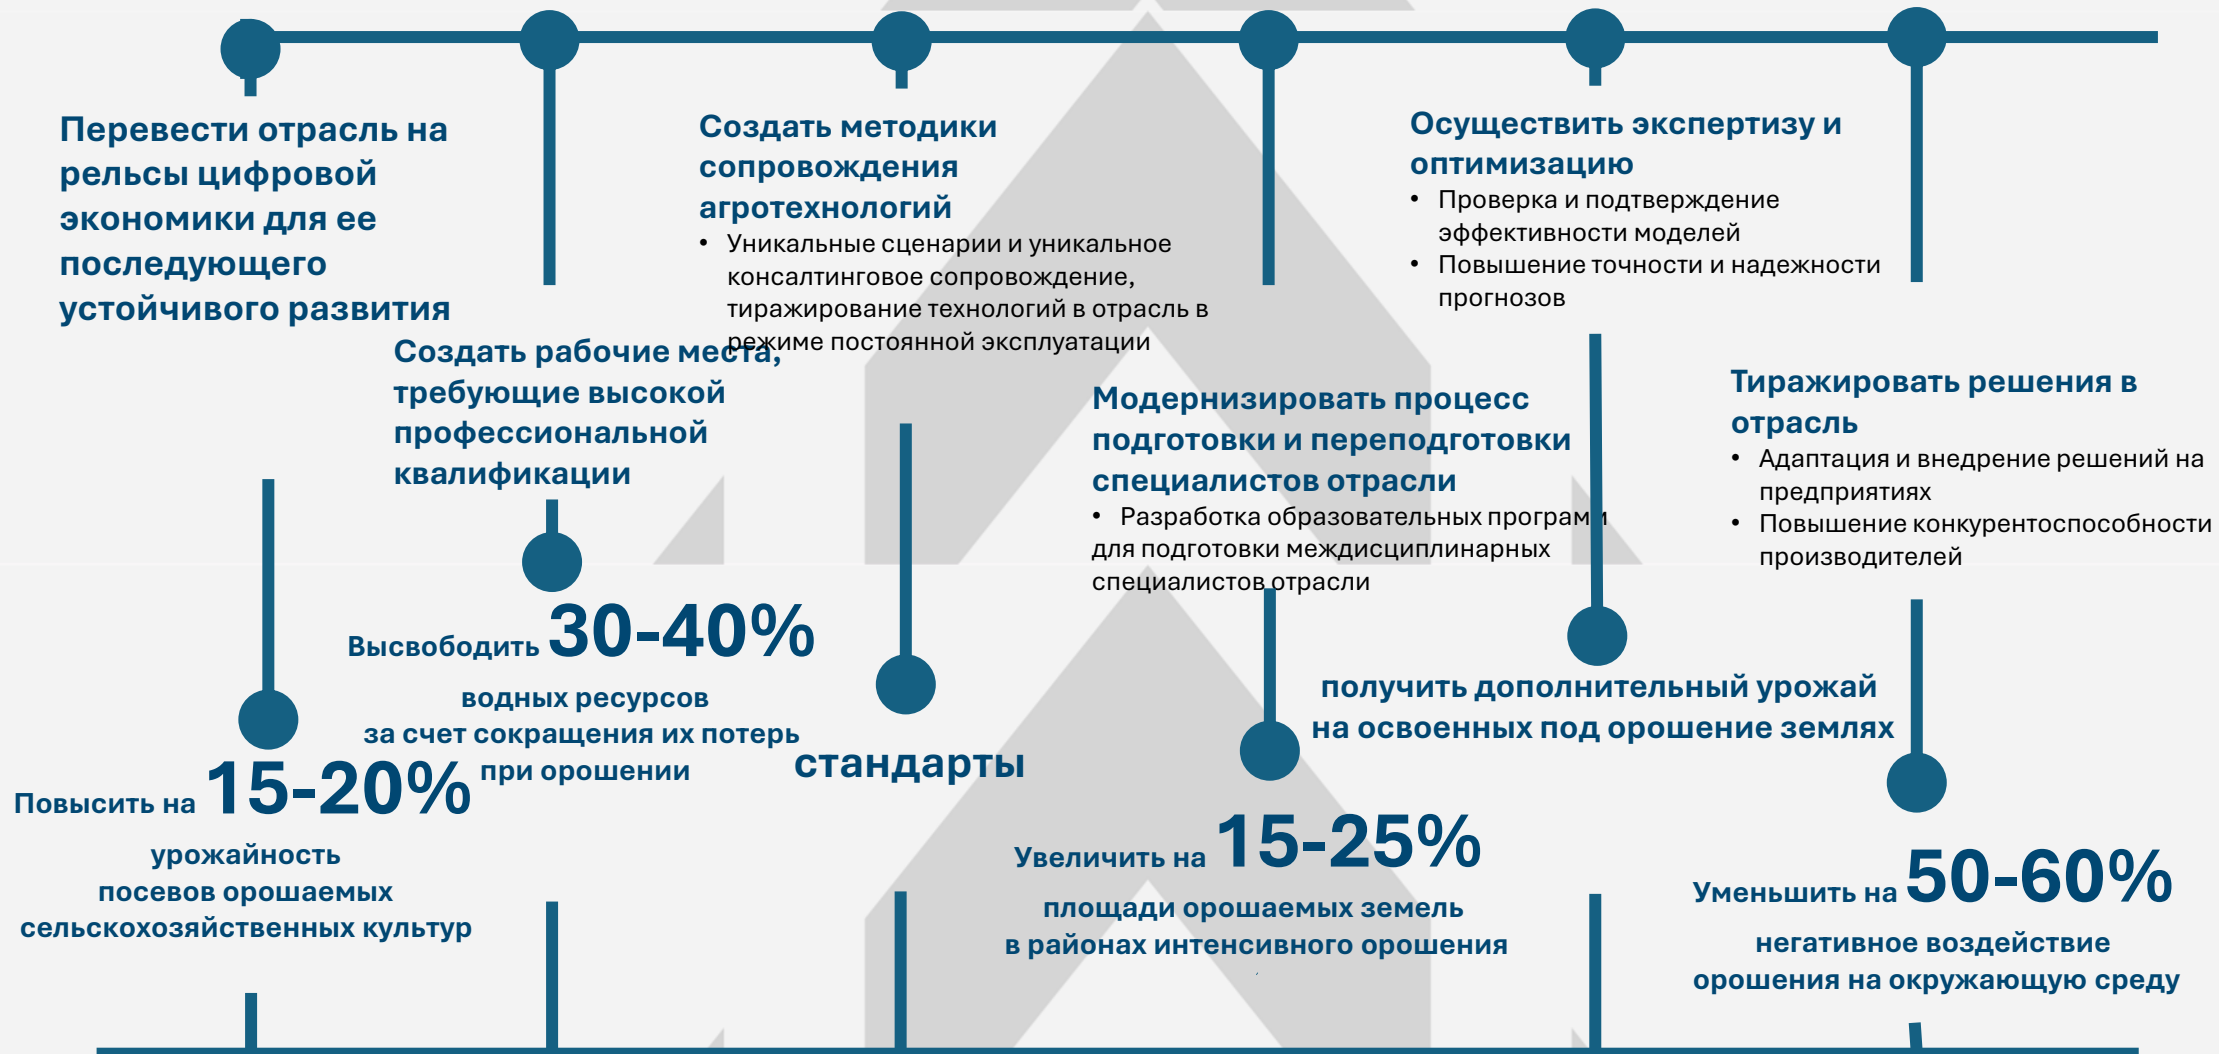 Перевести отрасль на
рельсы цифровой
экономики для ее
последующего
устойчивого развития
Создать рабочие места,
требующие высокой
профессиональной
квалификации
Создать методики
сопровождения
агротехнологий
• Уникальные сценарии и уникальное
консалтинговое сопровождение,
тиражирование технологий в отрасль в
режиме постоянной эксплуатации
Модернизировать процесс
подготовки и переподготовки
специалистов отрасли
• Разработка образовательных программ
для подготовки междисциплинарных
специалистов отрасли
Осуществить экспертизу и
оптимизацию
• Проверка и подтверждение
эффективности моделей
• Повышение точности и надежности
прогнозов
Тиражировать решения в
отрасль
• Адаптация и внедрение решений на
предприятиях
• Повышение конкурентоспособности
производителей
Повысить на 15-20%
урожайность
посевов орошаемых
сельскохозяйственных культур
Высвободить 30-40%
водных ресурсов
за счет сокращения их потерь
при орошении
стандарты
Увеличить на 15-25%
площади орошаемых земель
в районах интенсивного орошения
получить дополнительный урожай
на освоенных под орошение землях
Уменьшить на 50-60%
негативное воздействие
орошения на окружающую среду